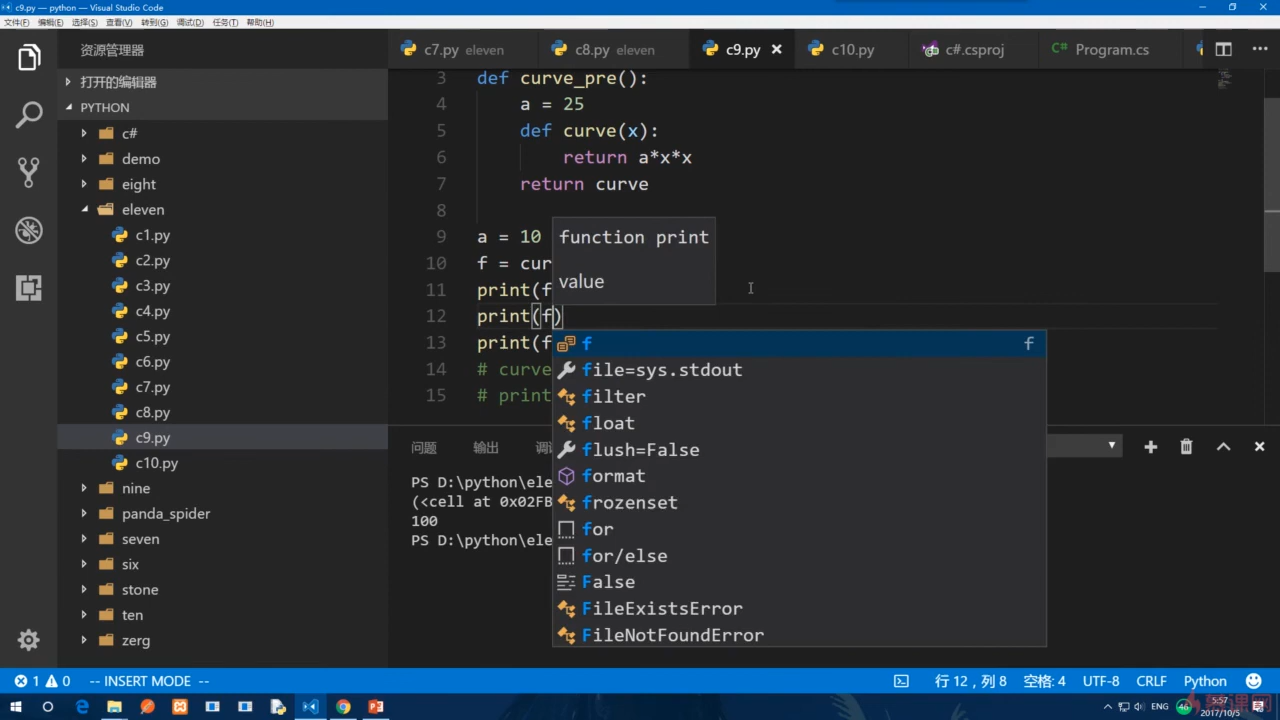 c9.py — python — Visual Studio Code
文件(F) 编辑(E) 选择(S) 查看(V) 转到(G) 调试(D) 任务(T) 帮助(H)
资源管理器
c7.py eleven c8.py eleven c9.py c10.py c#.csproj C# Program.cs
打开的编辑器
PYTHON
c#
demo
eight
eleven
c1.py
c2.py
c3.py
c4.py
c5.py
c6.py
c7.py
c8.py
c9.py
c10.py
nine
panda_spider
seven
six
stone
ten
zerg
3 def curve_pre():
4 a = 25
5 def curve(x):
6 return a*x*x
7 return curve
8
9 a = 10
10 f = cur
11 print(f
12 print(f)
13 print(f
14 # curve
15 # print
function print
value
f f
file=sys.stdout
filter
float
flush=False
format
frozenset
for
for/else
False
FileExistsError
FileNotFoundError
问题 输出
PS D:\python\ele
(<cell at 0x02FB
100
PS D:\python\ele
1 0 -- INSERT MODE -- 行 12，列 8 空格: 4 UTF-8 CRLF Python
ENG 46 5:57
2017/10/5
慕课网